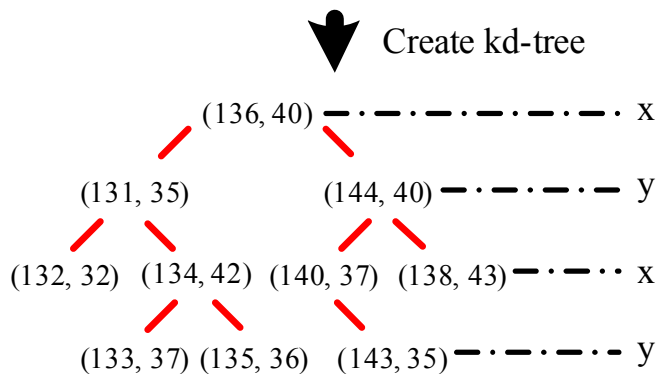 Create kd-tree
(136, 40) x
(131, 35) (144, 40) y
(132, 32) (134, 42) (140, 37) (138, 43) x
(133, 37) (135, 36) (143, 35) y